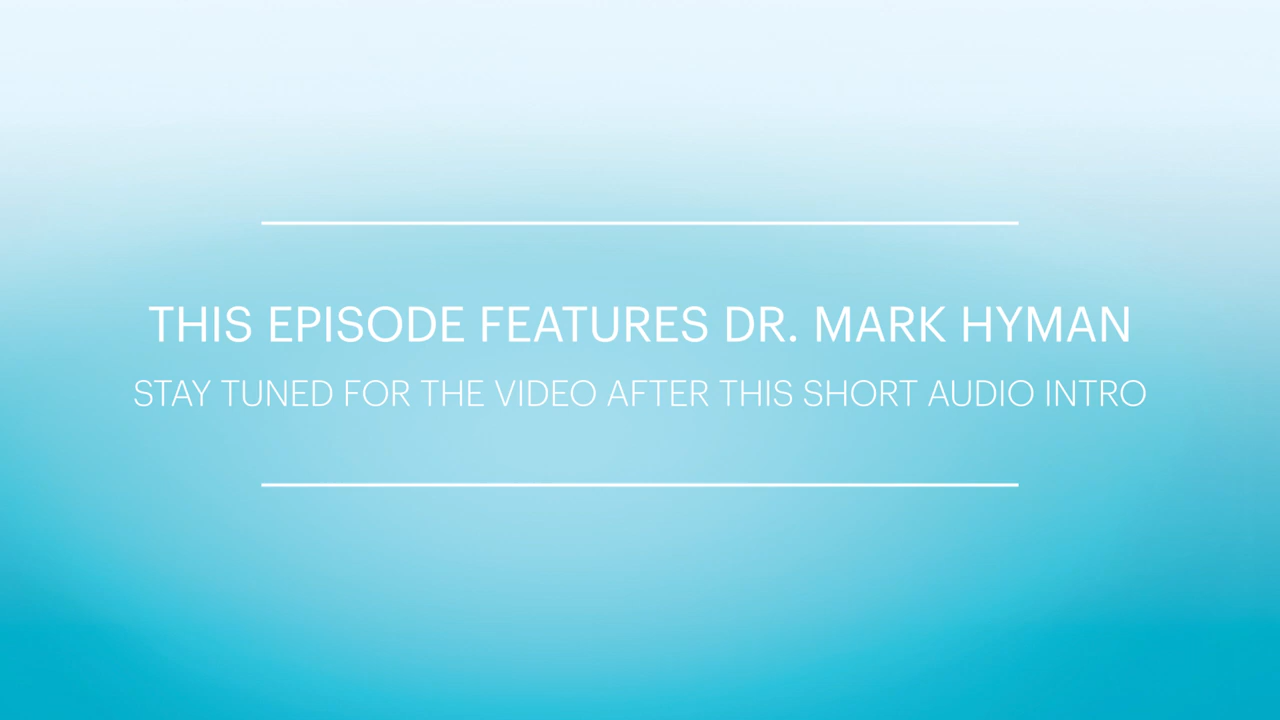 THIS EPISODE FEATURES DR. MARK HYMAN
STAY TUNED FOR THE VIDEO AFTER THIS SHORT AUDIO INTRO